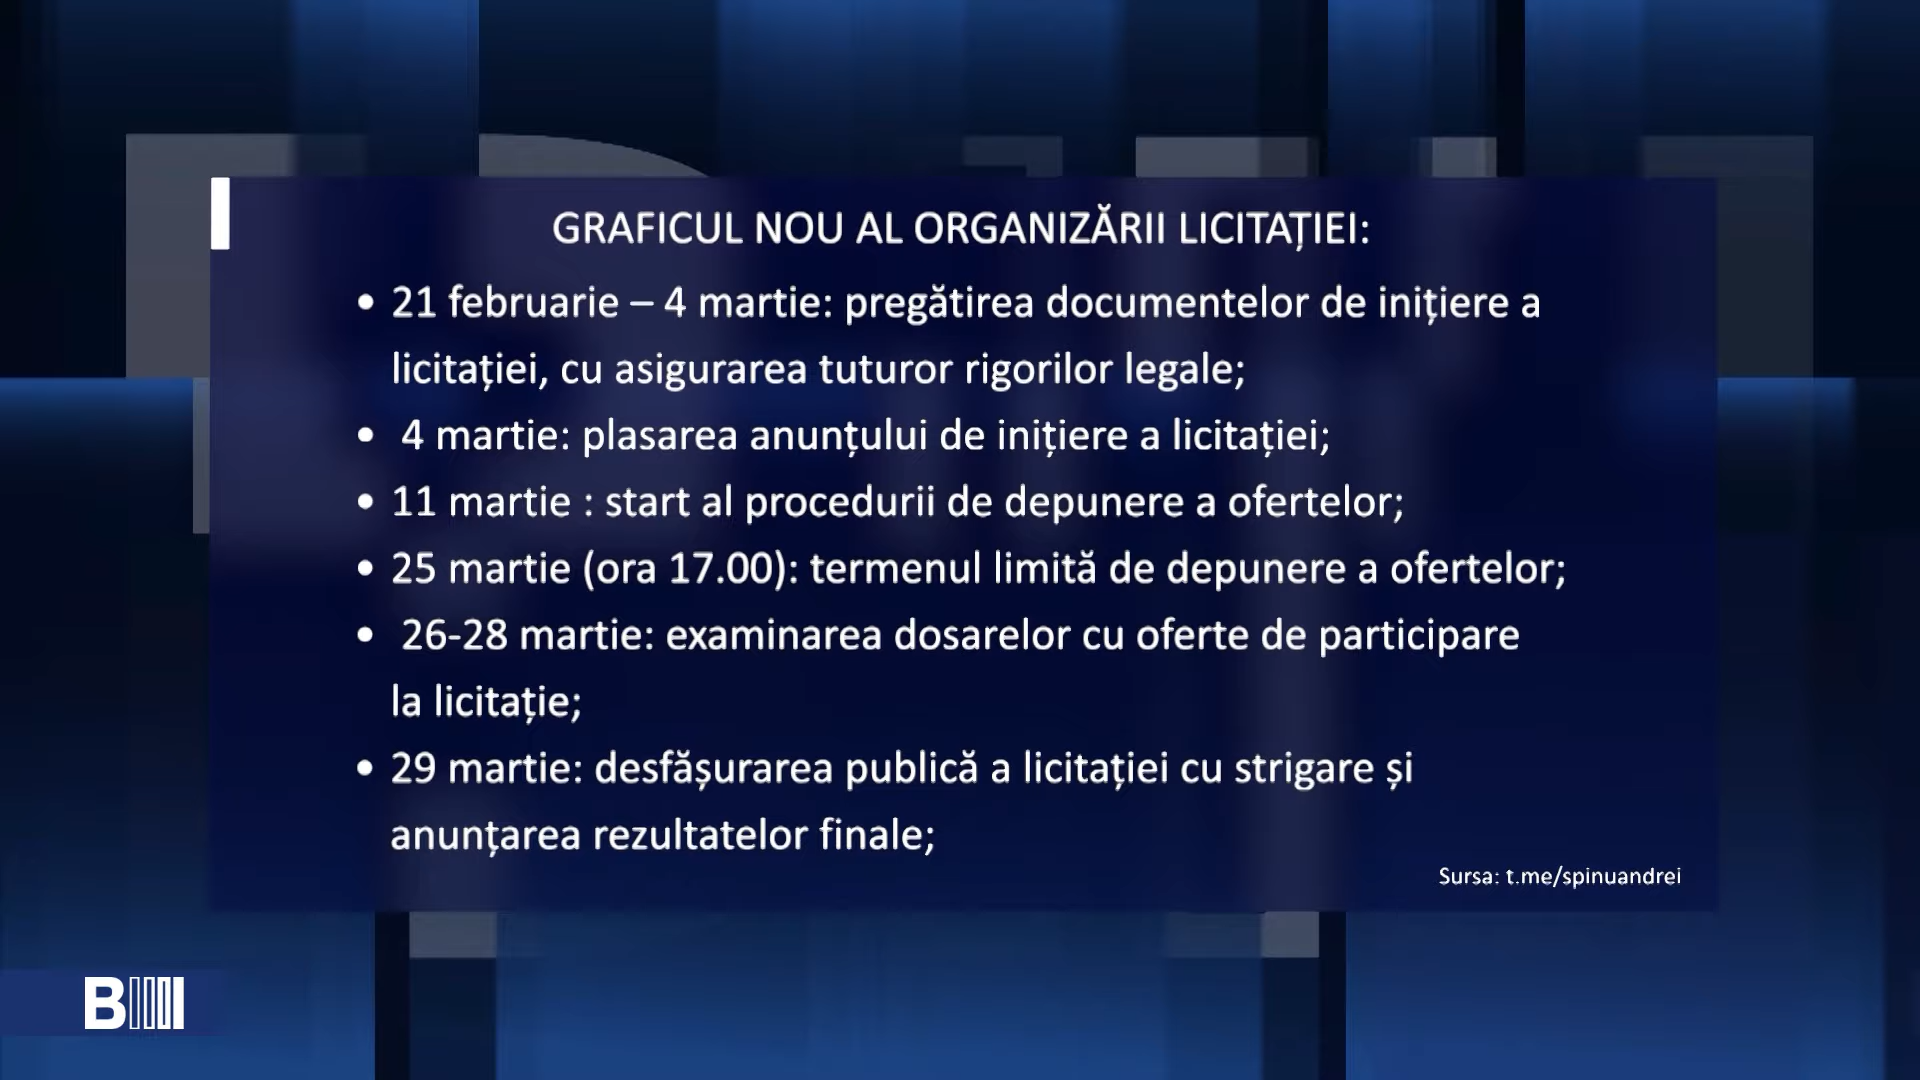 GRAFICUL NOU AL ORGANIZĂRII LICITAȚIEI:
• 21 februarie – 4 martie: pregătirea documentelor de inițiere a
licitației, cu asigurarea tuturor rigorilor legale;
• 4 martie: plasarea anunțului de inițiere a licitației;
• 11 martie : start al procedurii de depunere a ofertelor;
• 25 martie (ora 17.00): termenul limită de depunere a ofertelor;
• 26-28 martie: examinarea dosarelor cu oferte de participare
la licitație;
• 29 martie: desfășurarea publică a licitației cu strigare și
anunțarea rezultatelor finale;
Sursa: t.me/spinuandrei
B